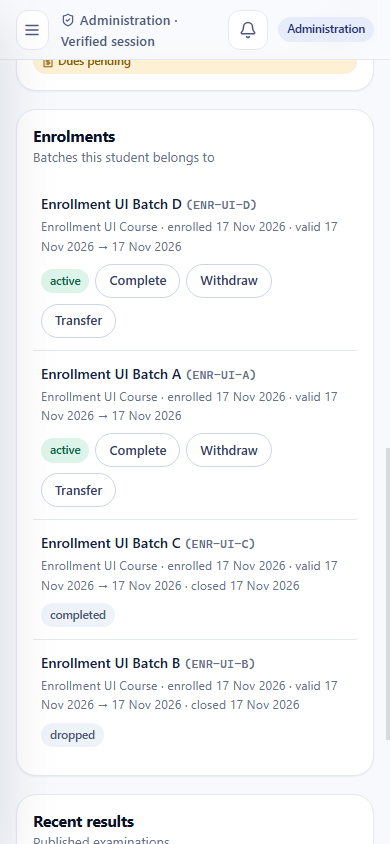 Administration ·
Verified session
Administration
Dues pending
Enrolments
Batches this student belongs to
Enrollment UI Batch D (ENR-UI-D)
Enrollment UI Course · enrolled 17 Nov 2026 · valid 17
Nov 2026 → 17 Nov 2026
active Complete Withdraw
Transfer
Enrollment UI Batch A (ENR-UI-A)
Enrollment UI Course · enrolled 17 Nov 2026 · valid 17
Nov 2026 → 17 Nov 2026
active Complete Withdraw
Transfer
Enrollment UI Batch C (ENR-UI-C)
Enrollment UI Course · enrolled 17 Nov 2026 · valid 17
Nov 2026 → 17 Nov 2026 · closed 17 Nov 2026
completed
Enrollment UI Batch B (ENR-UI-B)
Enrollment UI Course · enrolled 17 Nov 2026 · valid 17
Nov 2026 → 17 Nov 2026 · closed 17 Nov 2026
dropped
Recent results
Published examinations